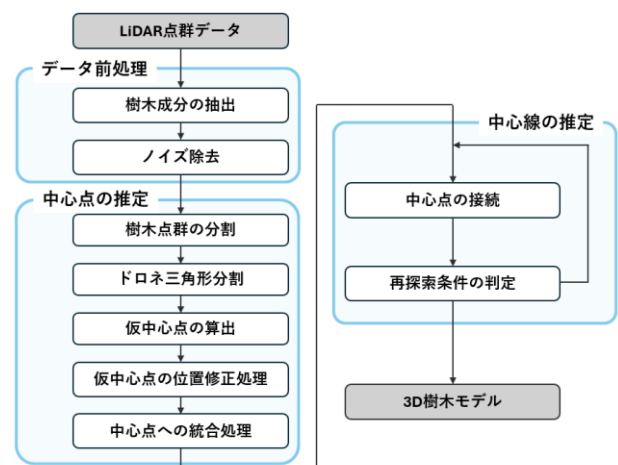 LiDAR点群データ
データ前処理
樹木成分の抽出
ノイズ除去
中心点の推定
樹木点群の分割
ドロネ三角形分割
仮中心点の算出
仮中心点の位置修正処理
中心点への統合処理
中心線の推定
中心点の接続
再探索条件の判定
3D樹木モデル